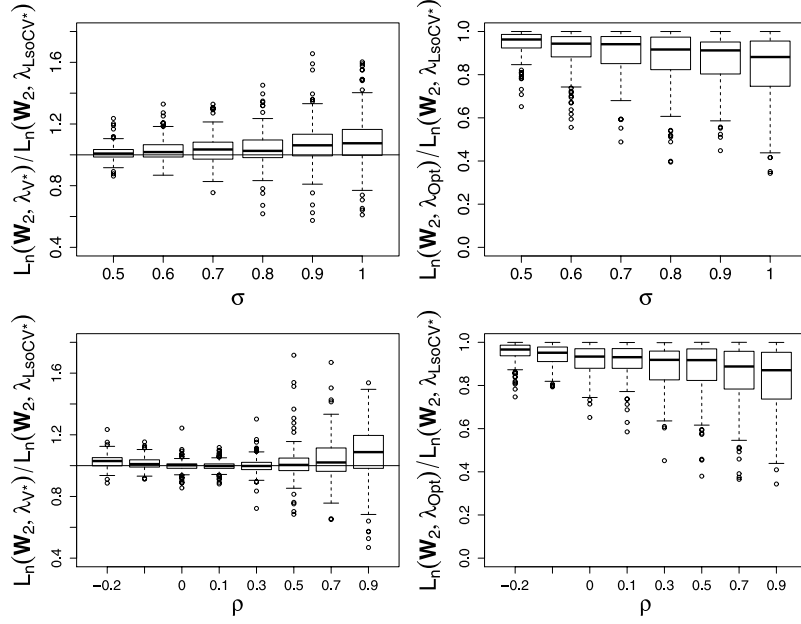 L_n(W_2, λ_V*)/L_n(W_2, λ_LsoCV*)
0.4 0.8 1.0 1.2 1.6
0.5 0.6 0.7 0.8 0.9 1
σ
L_n(W_2, λ_Opt)/L_n(W_2, λ_LsoCV*)
0.0 0.2 0.4 0.6 0.8 1.0
0.5 0.6 0.7 0.8 0.9 1
σ
L_n(W_2, λ_V*)/L_n(W_2, λ_LsoCV*)
0.4 0.8 1.0 1.2 1.6
−0.2 0 0.1 0.3 0.5 0.7 0.9
ρ
L_n(W_2, λ_Opt)/L_n(W_2, λ_LsoCV*)
0.0 0.2 0.4 0.6 0.8 1.0
−0.2 0 0.1 0.3 0.5 0.7 0.9
ρ